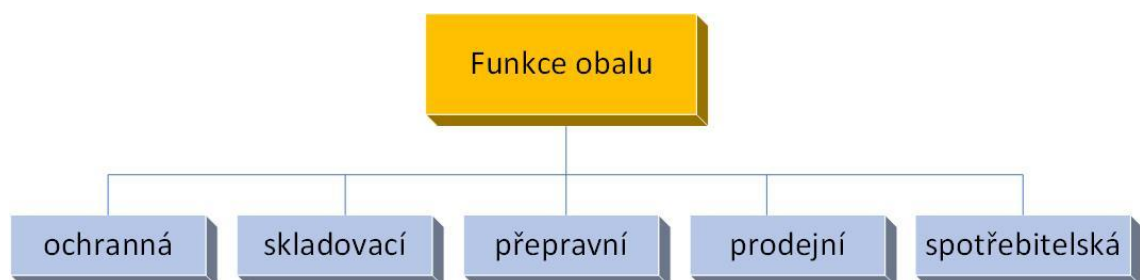 Funkce obalu
ochranná
skladovací
přepravní
prodejní
spotřebitelská